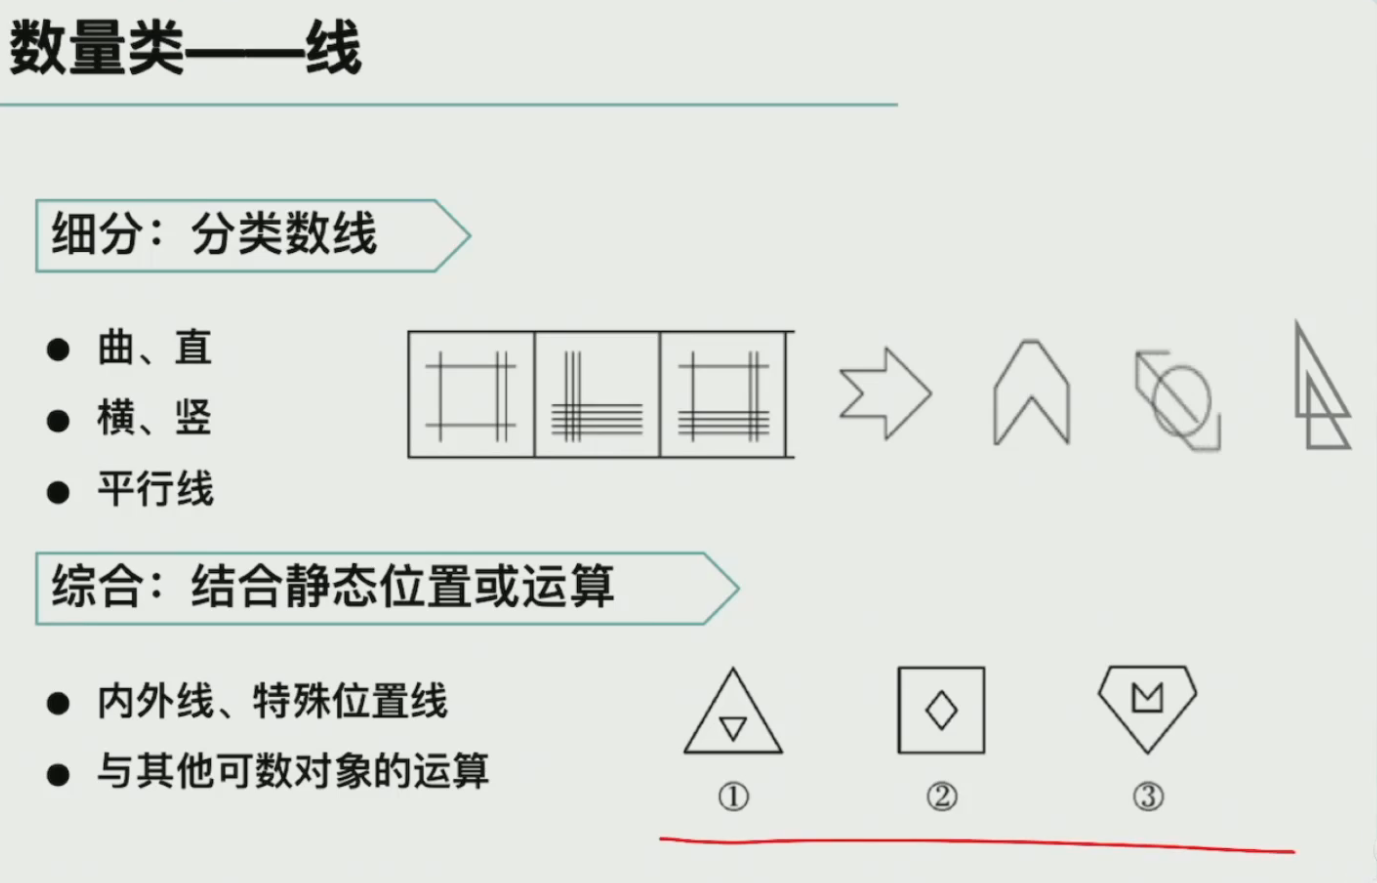 数量类——线
细分：分类数线
● 曲、直
● 横、竖
● 平行线
综合：结合静态位置或运算
● 内外线、特殊位置线
● 与其他可数对象的运算
① ② ③